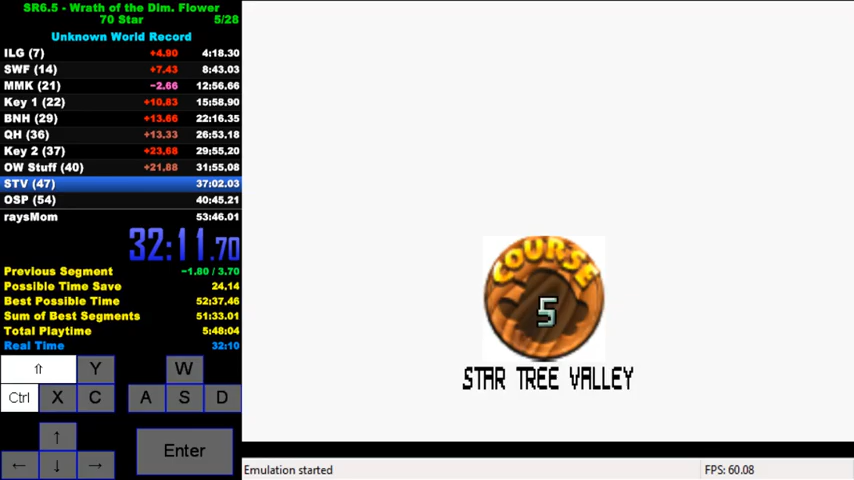 SR6.5 - Wrath of the Dim. Flower
70 Star 5/28
Unknown World Record
ILG (7) +4.90 4:18.30
SWF (14) +7.43 8:43.03
MMK (21) −2.66 12:56.66
Key 1 (22) +10.83 15:58.90
BNH (29) +13.66 22:16.35
QH (36) +13.33 26:53.18
Key 2 (37) +23.68 29:55.20
OW Stuff (40) +21.88 31:55.08
STV (47) 37:02.03
OSP (54) 40:45.21
raysMom 53:46.01
32:11.70
Previous Segment −1.80 / 3.70
Possible Time Save 24.14
Best Possible Time 52:37.46
Sum of Best Segments 51:33.01
Total Playtime 5:48:04
Real Time 32:10
⇧ Y W
Ctrl X C A S D
↑
← ↓ → Enter
COURSE
5
STAR TREE VALLEY
Emulation started FPS: 60.08